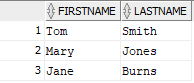 FIRSTNAME LASTNAME
1 Tom Smith
2 Mary Jones
3 Jane Burns